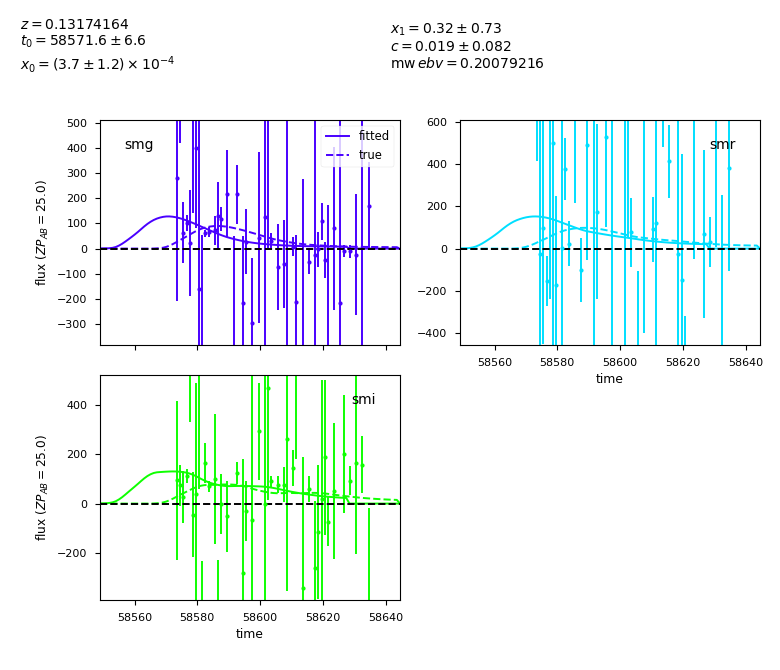 z = 0.13174164
t₀ = 58571.6 ± 6.6
x₀ = (3.7 ± 1.2) × 10⁻⁴
x₁ = 0.32 ± 0.73
c = 0.019 ± 0.082
mw ebv = 0.20079216
500
400
300
200
100
0
−100
−200
−300
flux (ZP_AB = 25.0)
smg
fitted
true
600
400
200
0
−200
−400
smr
58560
58580
58600
58620
58640
time
400
200
0
−200
flux (ZP_AB = 25.0)
smi
58560
58580
58600
58620
58640
time